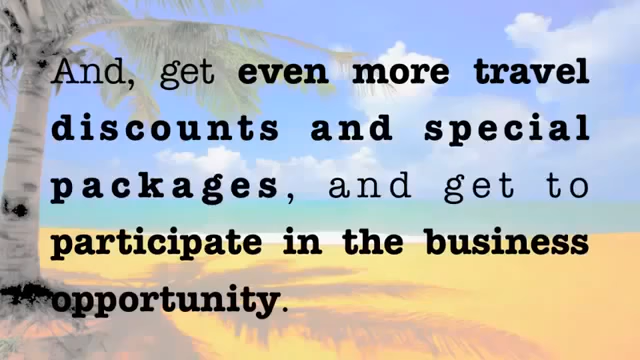 And, get even more travel
discounts and special
packages, and get to
participate in the business
opportunity.